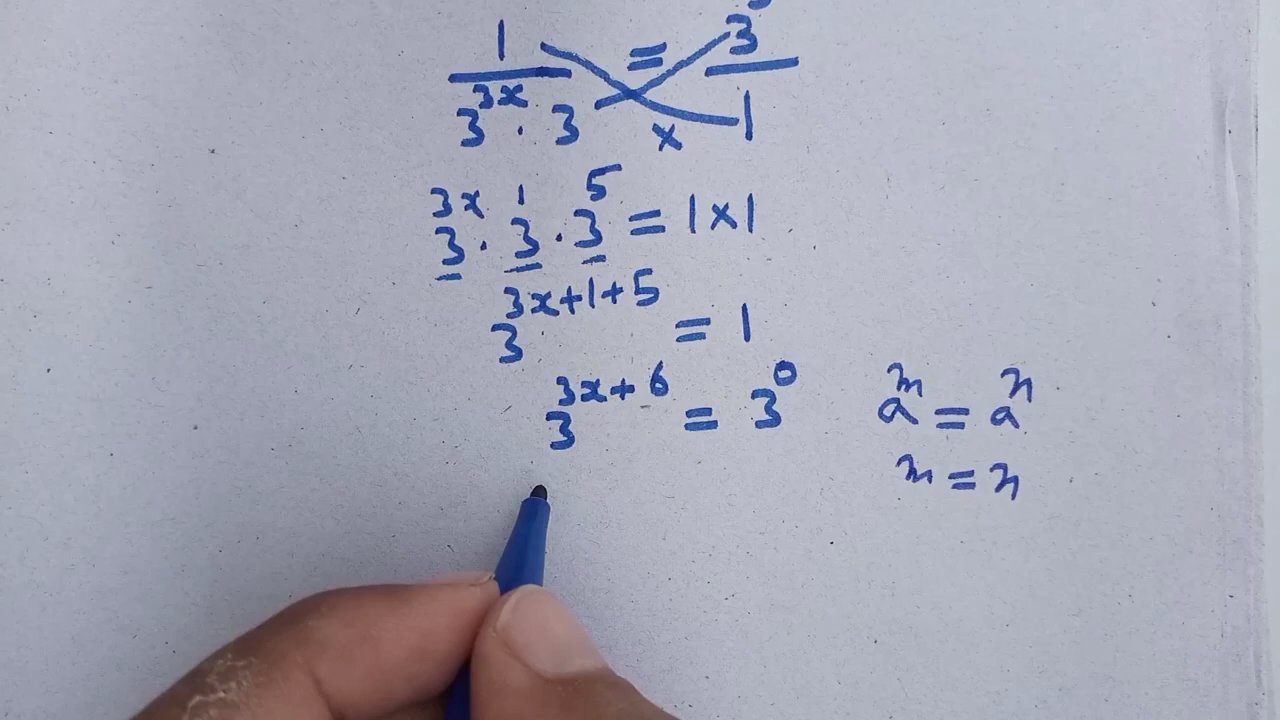 1 = 3
3^{3x} · 3 x 1
3^{3x} · 3^{1} · 3^{5} = 1×1
3^{3x+1+5} = 1
3^{3x+6} = 3^{0} a^{m} = a^{n}
m = n